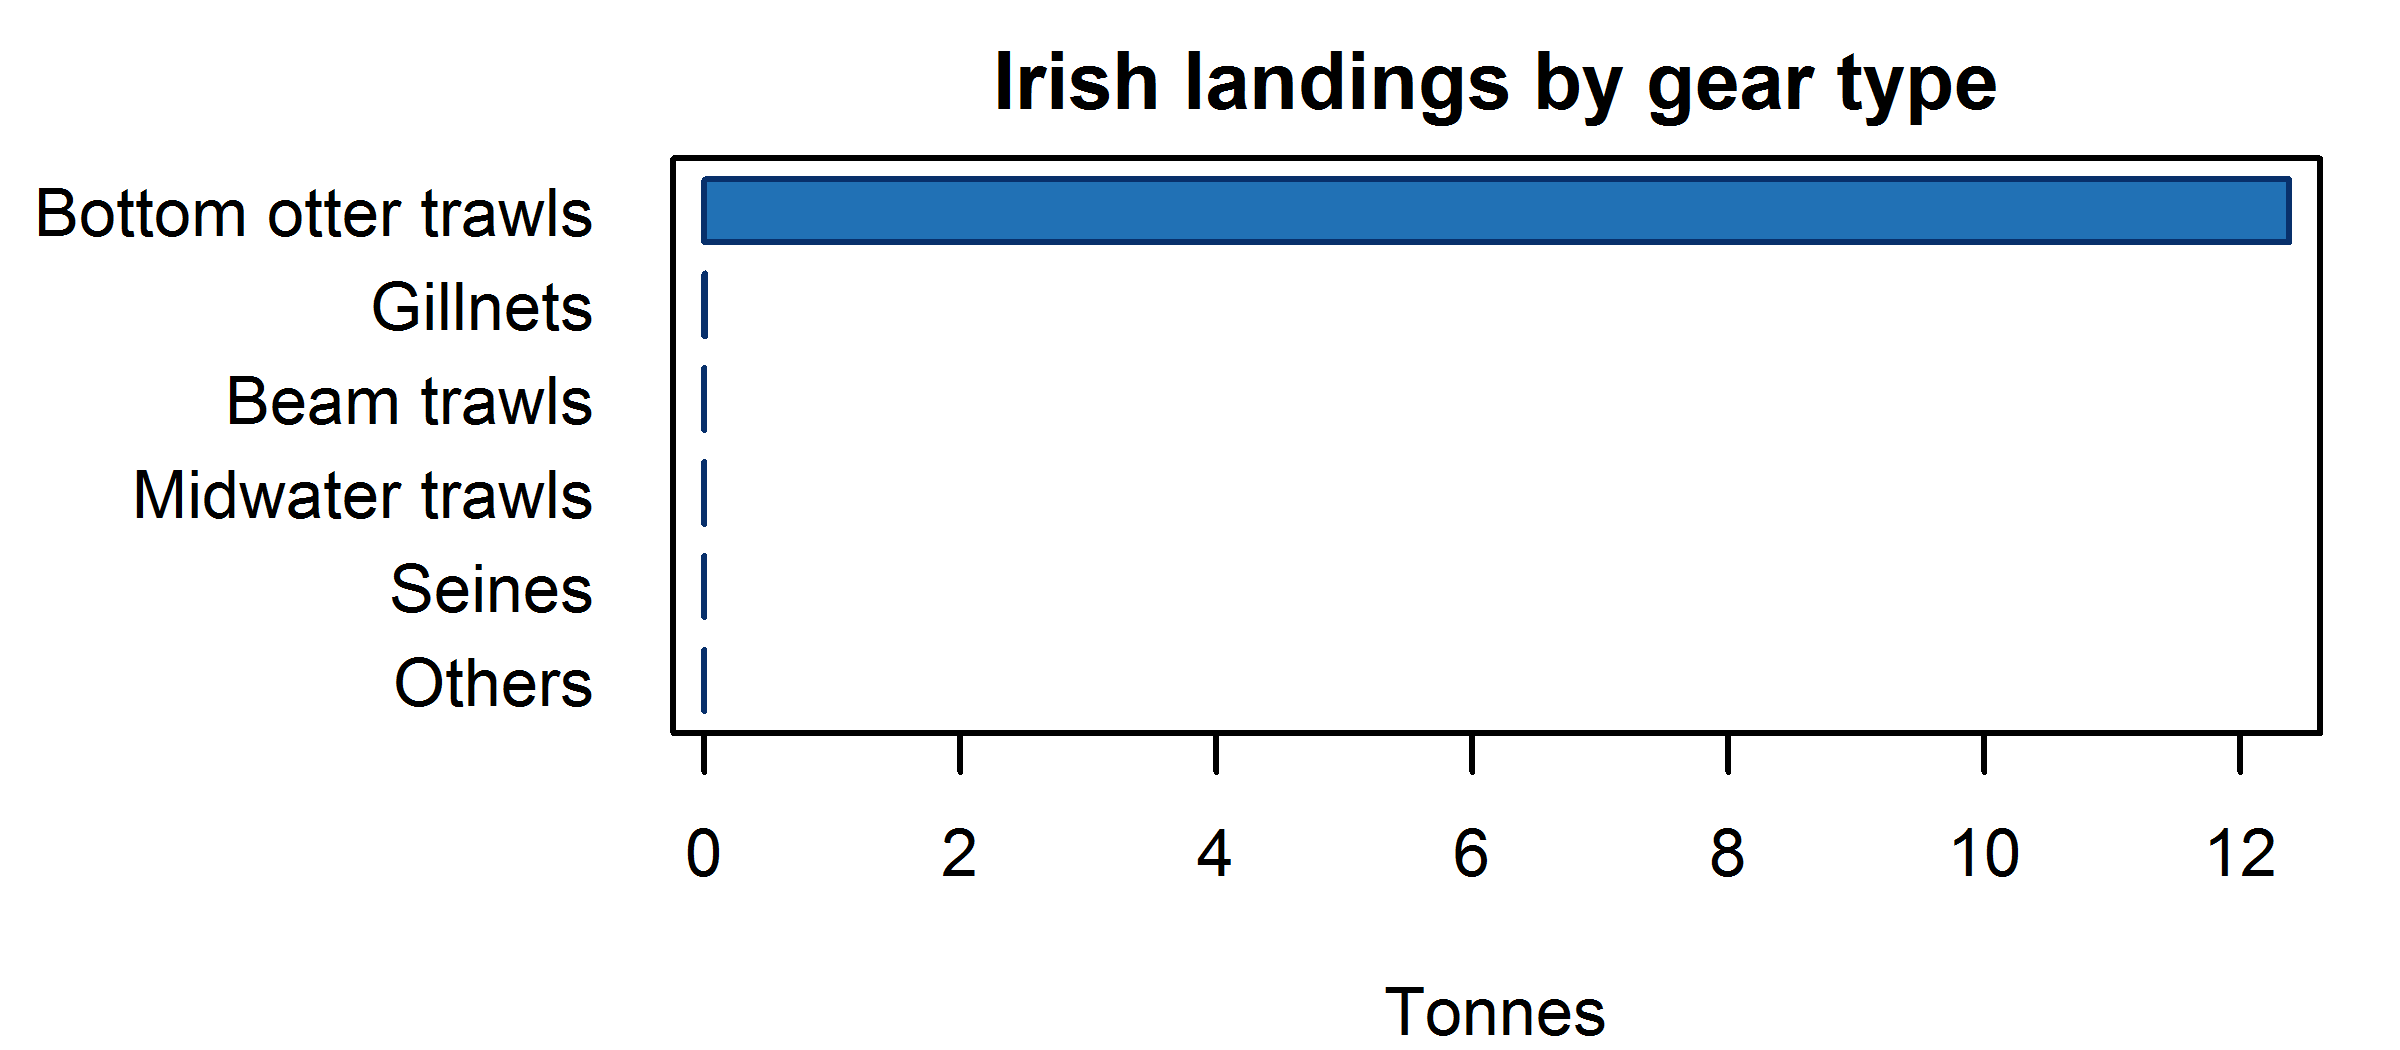 Irish landings by gear type
Bottom otter trawls
Gillnets
Beam trawls
Midwater trawls
Seines
Others
0 2 4 6 8 10 12
Tonnes